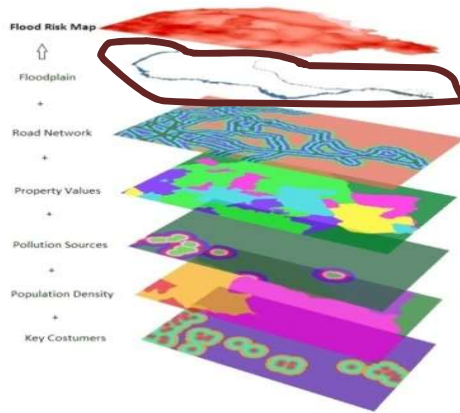 Flood Risk Map
Floodplain
+
Road Network
+
Property Values
+
Pollution Sources
+
Population Density
+
Key Costumers